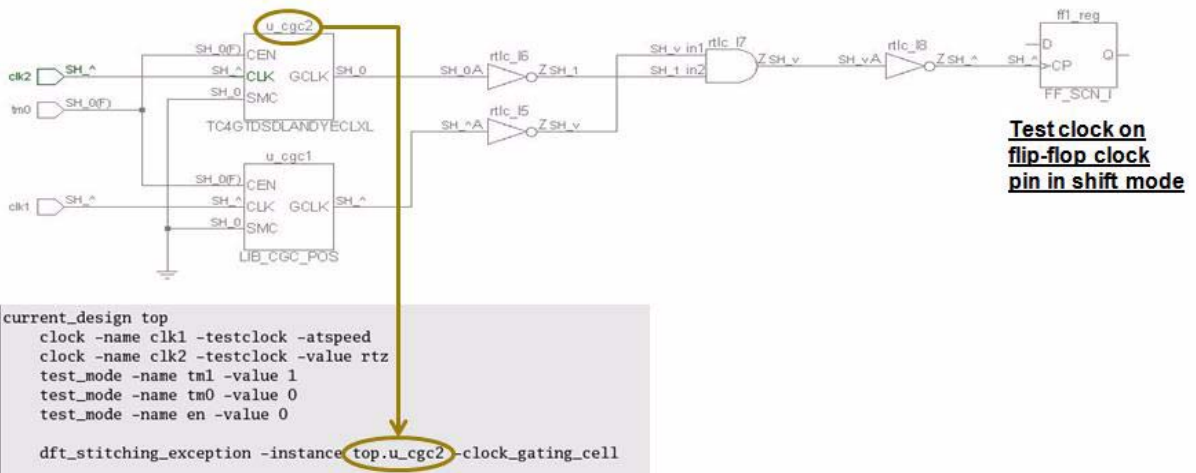 u_cgc2
clk2 SH_^
SH_0(F) CEN
SH_^ CLK GCLK SH_0
SH_0 SMC
tm0 SH_0(F)
TC4GTDSDLANDYECLXL
u_cgc1
SH_0(F) CEN
clk1 SH_^
SH_^ CLK GCLK SH_^
SH_0 SMC
LIB_CGC_POS
rtlc_I6
SH_0 A Z SH_1
rtlc_I5
SH_^ A Z SH_v
rtlc_I7
SH_v in1
SH_1 in2
Z SH_v
rtlc_I8
SH_v A Z SH_^
ff1_reg
D
Q
SH_^ CP
FF_SCN_I
Test clock on
flip-flop clock
pin in shift mode
current_design top
clock -name clk1 -testclock -atspeed
clock -name clk2 -testclock -value rtz
test_mode -name tm1 -value 1
test_mode -name tm0 -value 0
test_mode -name en -value 0
dft_stitching_exception -instance top.u_cgc2 -clock_gating_cell